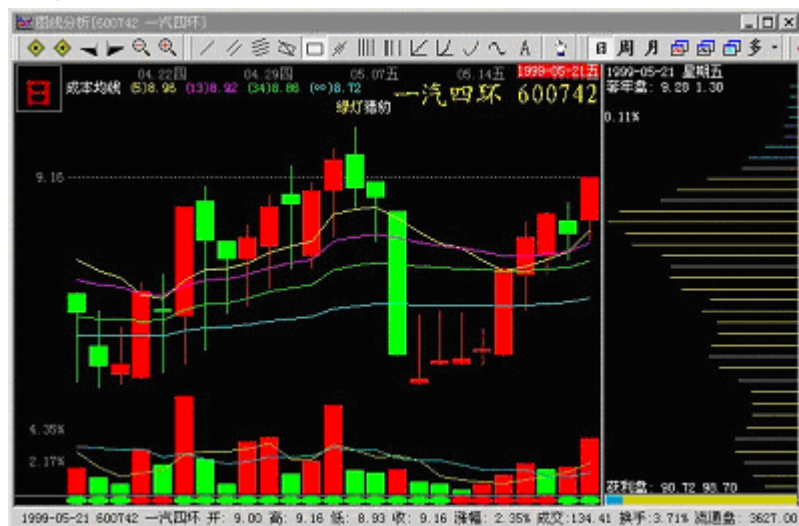 图线分析[600742 一汽四环]
A 日 周 月 多
日
04.22四 04.29四 05.07五 05.14五 1999-05-21五
成本均线 (5)8.96 (13)8.92 (34)8.86 (∞)8.72
一汽四环 600742
绿灯猎豹
1999-05-21 星期五
套牢盘: 9.28 1.30
0.11%
9.16
4.35%
2.17%
获利盘: 90.72 98.70
1999-05-21 600742 一汽四环 开: 9.00 高: 9.16 低: 8.93 收: 9.16 涨幅: 2.35% 成交:134.41 换手:3.71% 流通盘: 3627.00